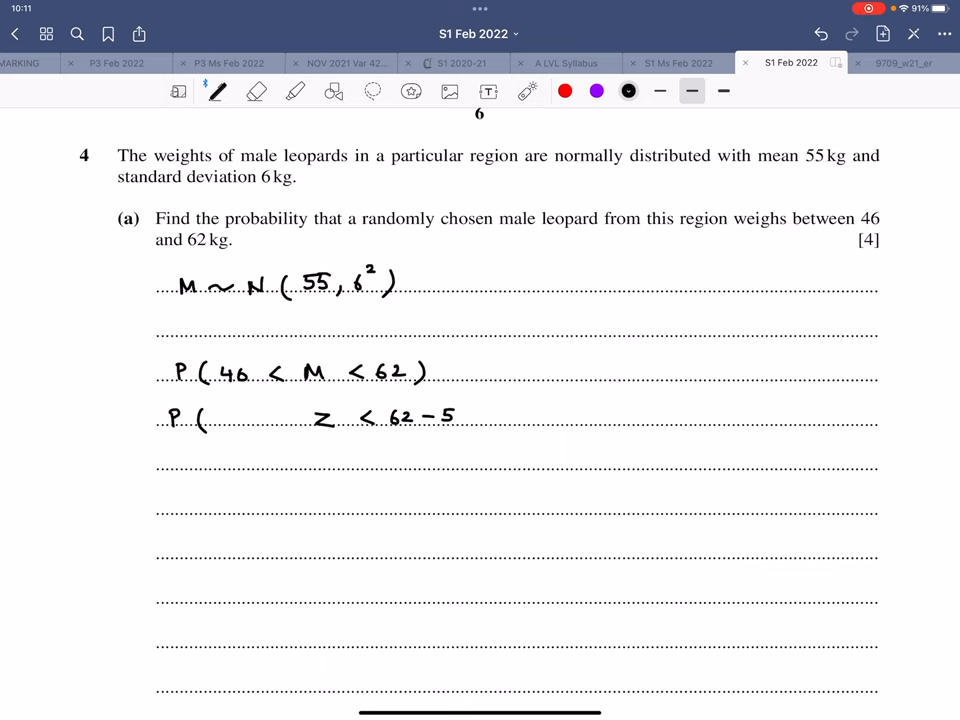 10:11
91%
S1 Feb 2022
MARKING
P3 Feb 2022
P3 Ms Feb 2022
NOV 2021 Var 42...
S1 2020-21
A LVL Syllabus
S1 Ms Feb 2022
S1 Feb 2022
9709_w21_er
6
4 The weights of male leopards in a particular region are normally distributed with mean 55 kg and
standard deviation 6 kg.
(a) Find the probability that a randomly chosen male leopard from this region weighs between 46
and 62 kg. [4]
M ~ N ( 55 , 6² )
P ( 46 < M < 62 )
P ( Z < 62 - 5